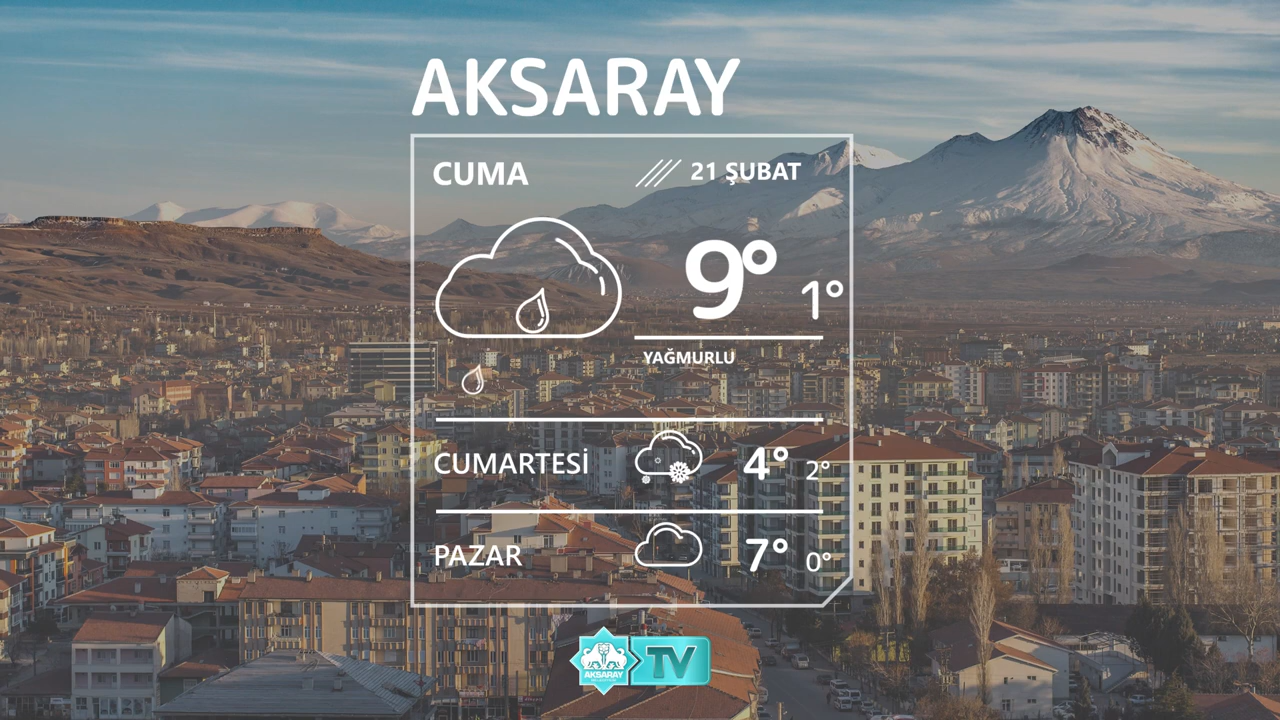 AKSARAY
CUMA
21 ŞUBAT
9° 1°
YAĞMURLU
CUMARTESİ 4° 2°
PAZAR 7° 0°
AKSARAY
TV